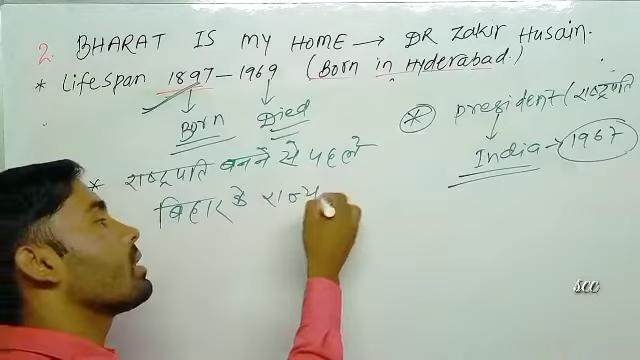 2. BHARAT IS MY HOME → DR Zakir Husain.
* Lifespan 1897 - 1969 (Born in Hyderabad.)
Born Died
* president (राष्ट्रपति
India → 1967
* राष्ट्रपति बनने से पहले
बिहार के राज्य
scc